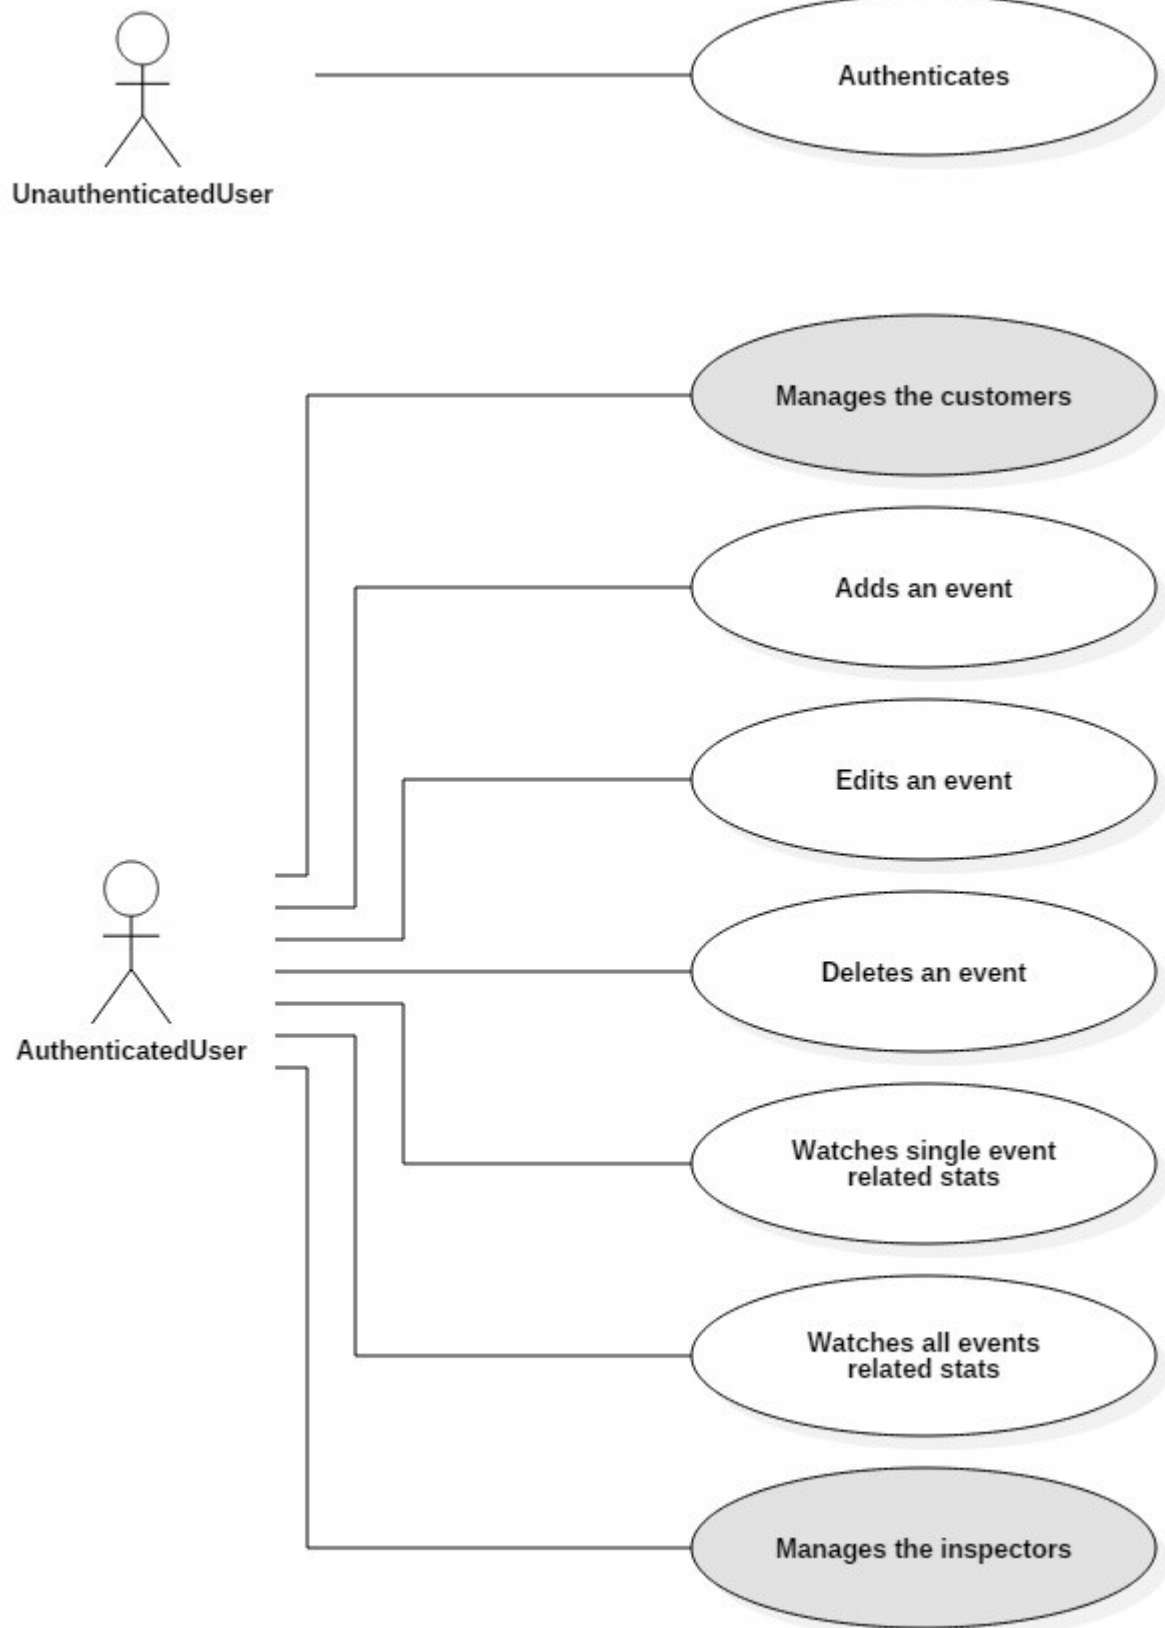 Authenticates
UnauthenticatedUser
Manages the customers
Adds an event
Edits an event
Deletes an event
AuthenticatedUser
Watches single event
related stats
Watches all events
related stats
Manages the inspectors